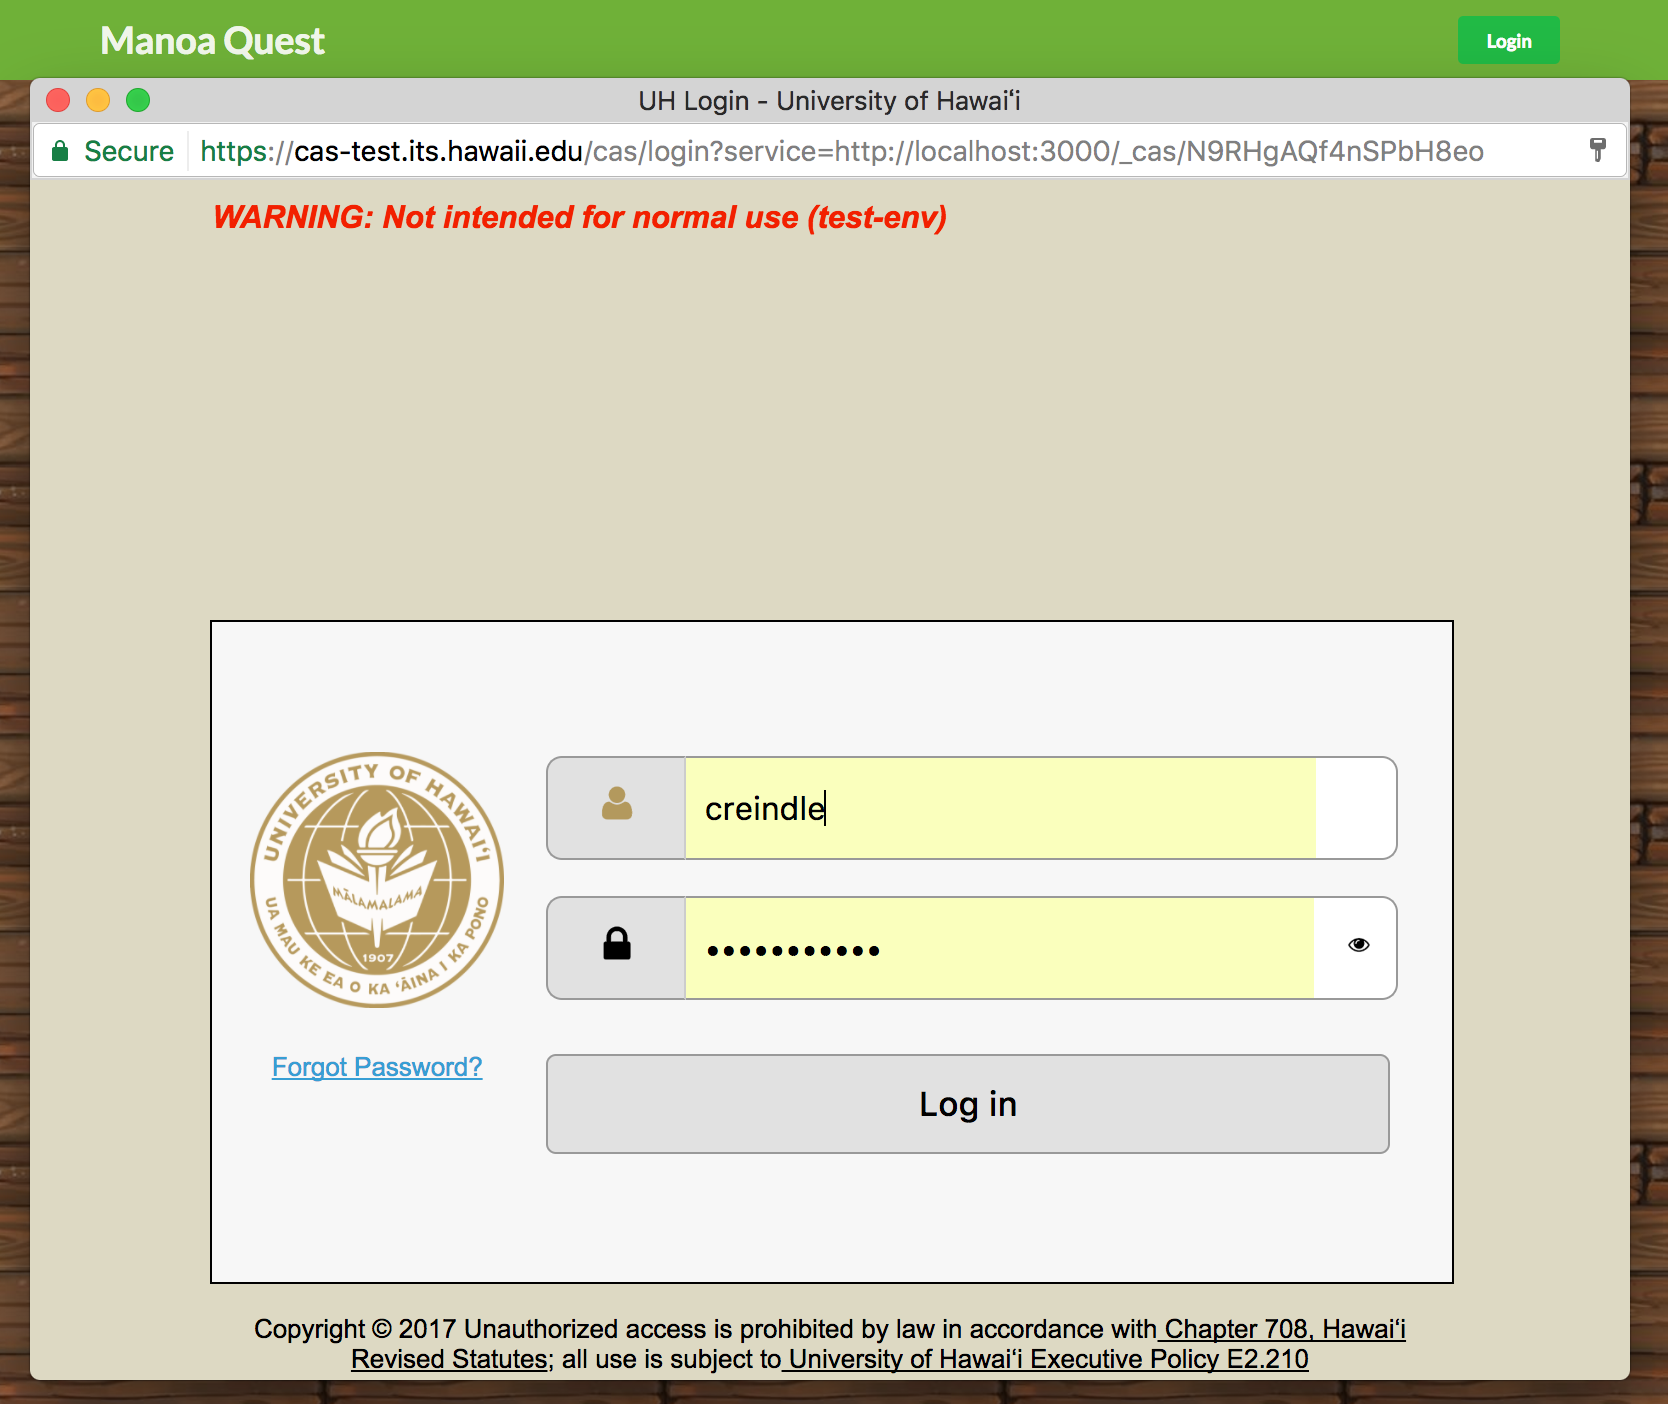 Manoa Quest
Login
UH Login - University of Hawaiʻi
Secure https://cas-test.its.hawaii.edu/cas/login?service=http://localhost:3000/_cas/N9RHgAQf4nSPbH8eo
WARNING: Not intended for normal use (test-env)
UNIVERSITY OF HAWAIʻI
MĀLAMALAMA
1907
UA MAU KE EA O KA ʻĀINA I KA PONO
creindle
•••••••••••
Forgot Password?
Log in
Copyright © 2017 Unauthorized access is prohibited by law in accordance with Chapter 708, Hawaiʻi
Revised Statutes; all use is subject to University of Hawaiʻi Executive Policy E2.210